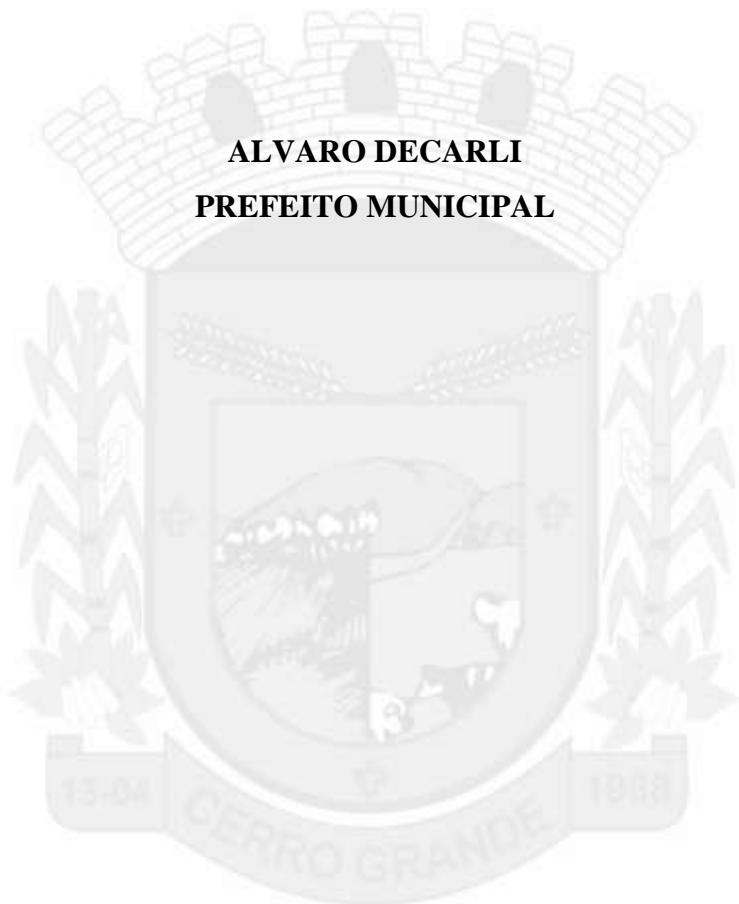 ALVARO DECARLI
PREFEITO MUNICIPAL
13-04
CERRO GRANDE
1988